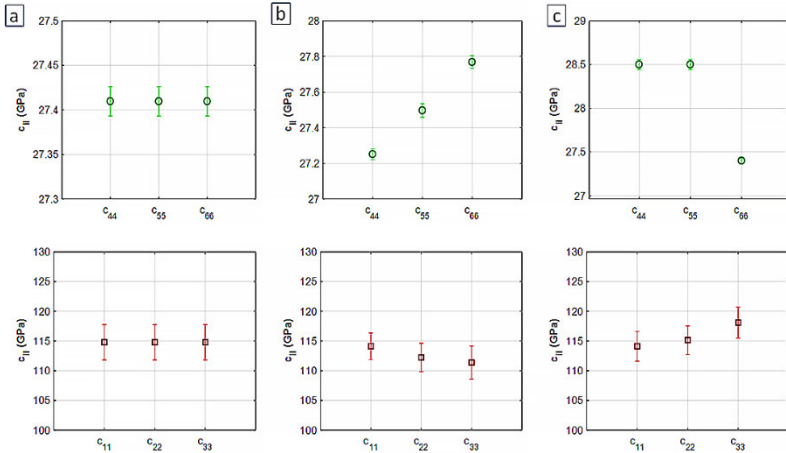 a
b
c
27.5
27.45
27.4
27.35
27.3
c_II (GPa)
c_44 c_55 c_66
28
27.8
27.6
27.4
27.2
27
c_II (GPa)
c_44 c_55 c_66
29
28.5
28
27.5
27
c_II (GPa)
c_44 c_55 c_66
130
125
120
115
110
105
100
c_II (GPa)
c_11 c_22 c_33
130
125
120
115
110
105
100
c_II (GPa)
c_11 c_22 c_33
130
125
120
115
110
105
100
c_II (GPa)
c_11 c_22 c_33